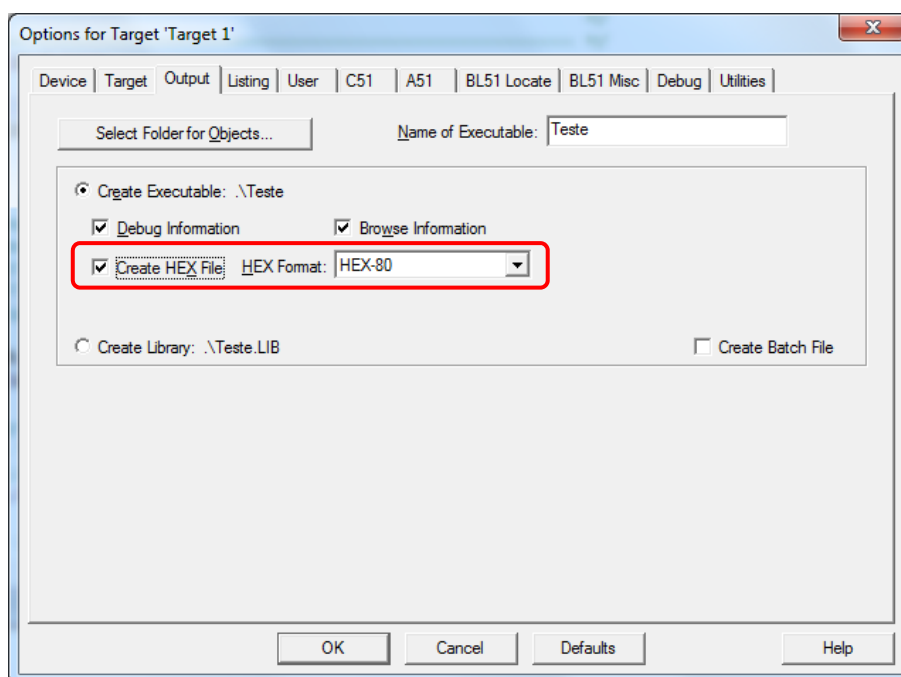 Options for Target 'Target 1'
Device Target Output Listing User C51 A51 BL51 Locate BL51 Misc Debug Utilities
Select Folder for Objects... Name of Executable: Teste
Create Executable: .\Teste
Debug Information Browse Information
Create HEX File HEX Format: HEX-80
Create Library: .\Teste.LIB Create Batch File
OK Cancel Defaults Help